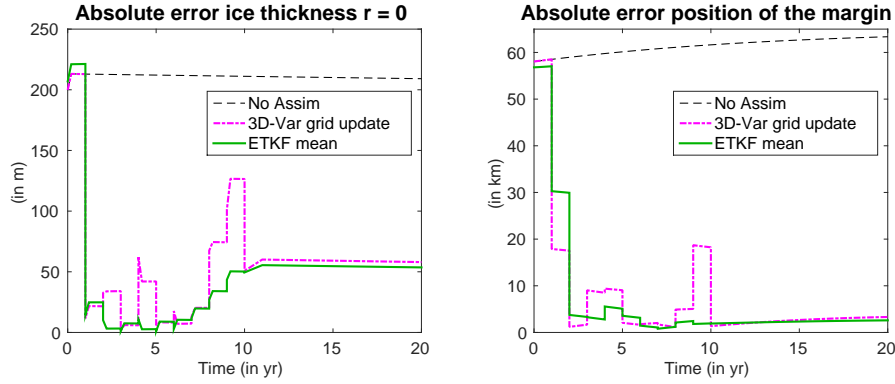 Absolute error ice thickness r = 0
250
200
150
100
50
0
(in m)
No Assim
3D-Var grid update
ETKF mean
0 5 10 15 20
Time (in yr)
Absolute error position of the margin
60
50
40
30
20
10
0
(in km)
No Assim
3D-Var grid update
ETKF mean
0 5 10 15 20
Time (in yr)